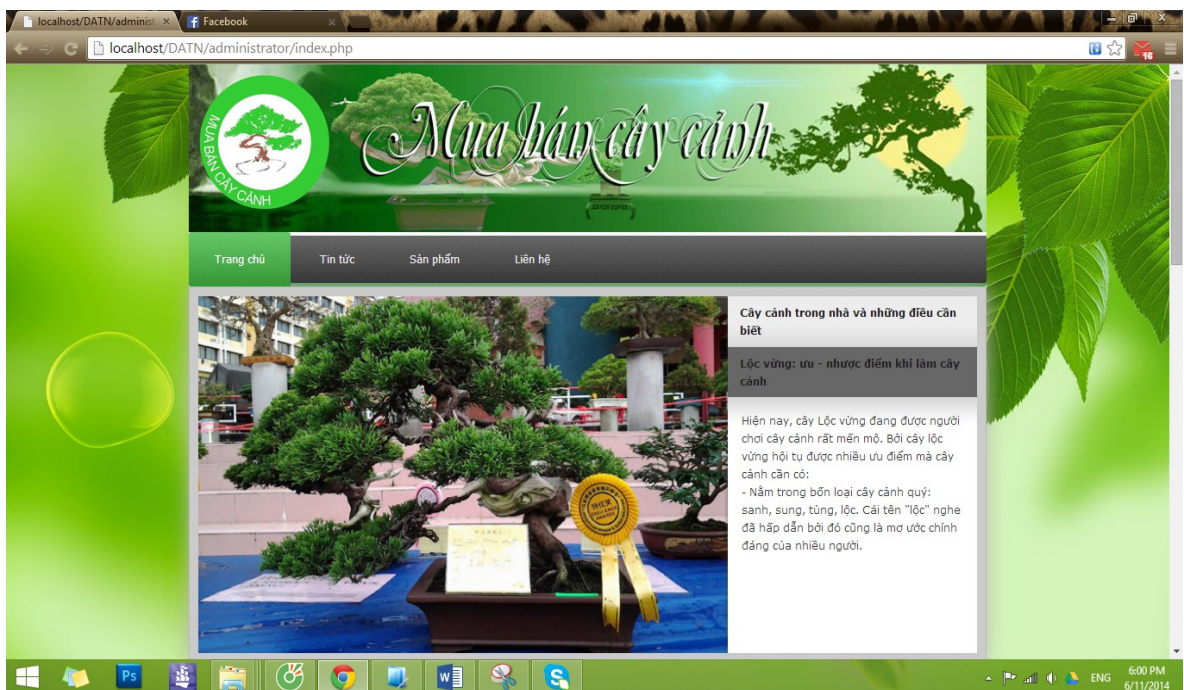 localhost/DATN/administ
Facebook
localhost/DATN/administrator/index.php
16
MUA BÁN CÂY CẢNH
Mua bán cây cảnh
Trang chủ
Tin tức
Sản phẩm
Liên hệ
Cây cảnh trong nhà và những điều cần
biết
Lộc vừng: ưu - nhược điểm khi làm cây
cảnh
Hiện nay, cây Lộc vừng đang được người
chơi cây cảnh rất mến mộ. Bởi cây lộc
vừng hội tụ được nhiều ưu điểm mà cây
cảnh cần có:
- Nằm trong bốn loại cây cảnh quý:
sanh, sung, tùng, lộc. Cái tên "lộc" nghe
đã hấp dẫn bởi đó cũng là mơ ước chính
đáng của nhiều người.
Ps
W
S
ENG
6:00 PM
6/11/2014